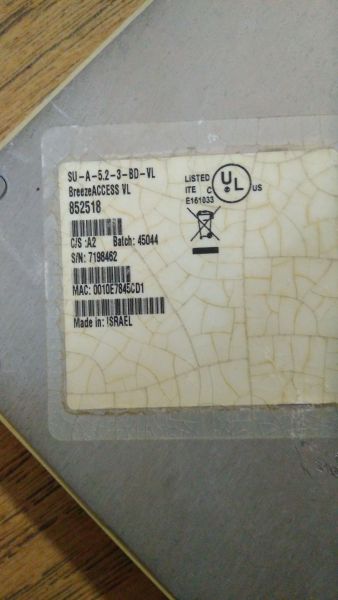 SU-A-5.2-3-BD-VL
BreezeACCESS VL
852518
C/S :A2 Batch: 45044
S/N: 7198462
MAC: 0010E7845CD1
Made in: ISRAEL
LISTED
ITE C UL US
E161033